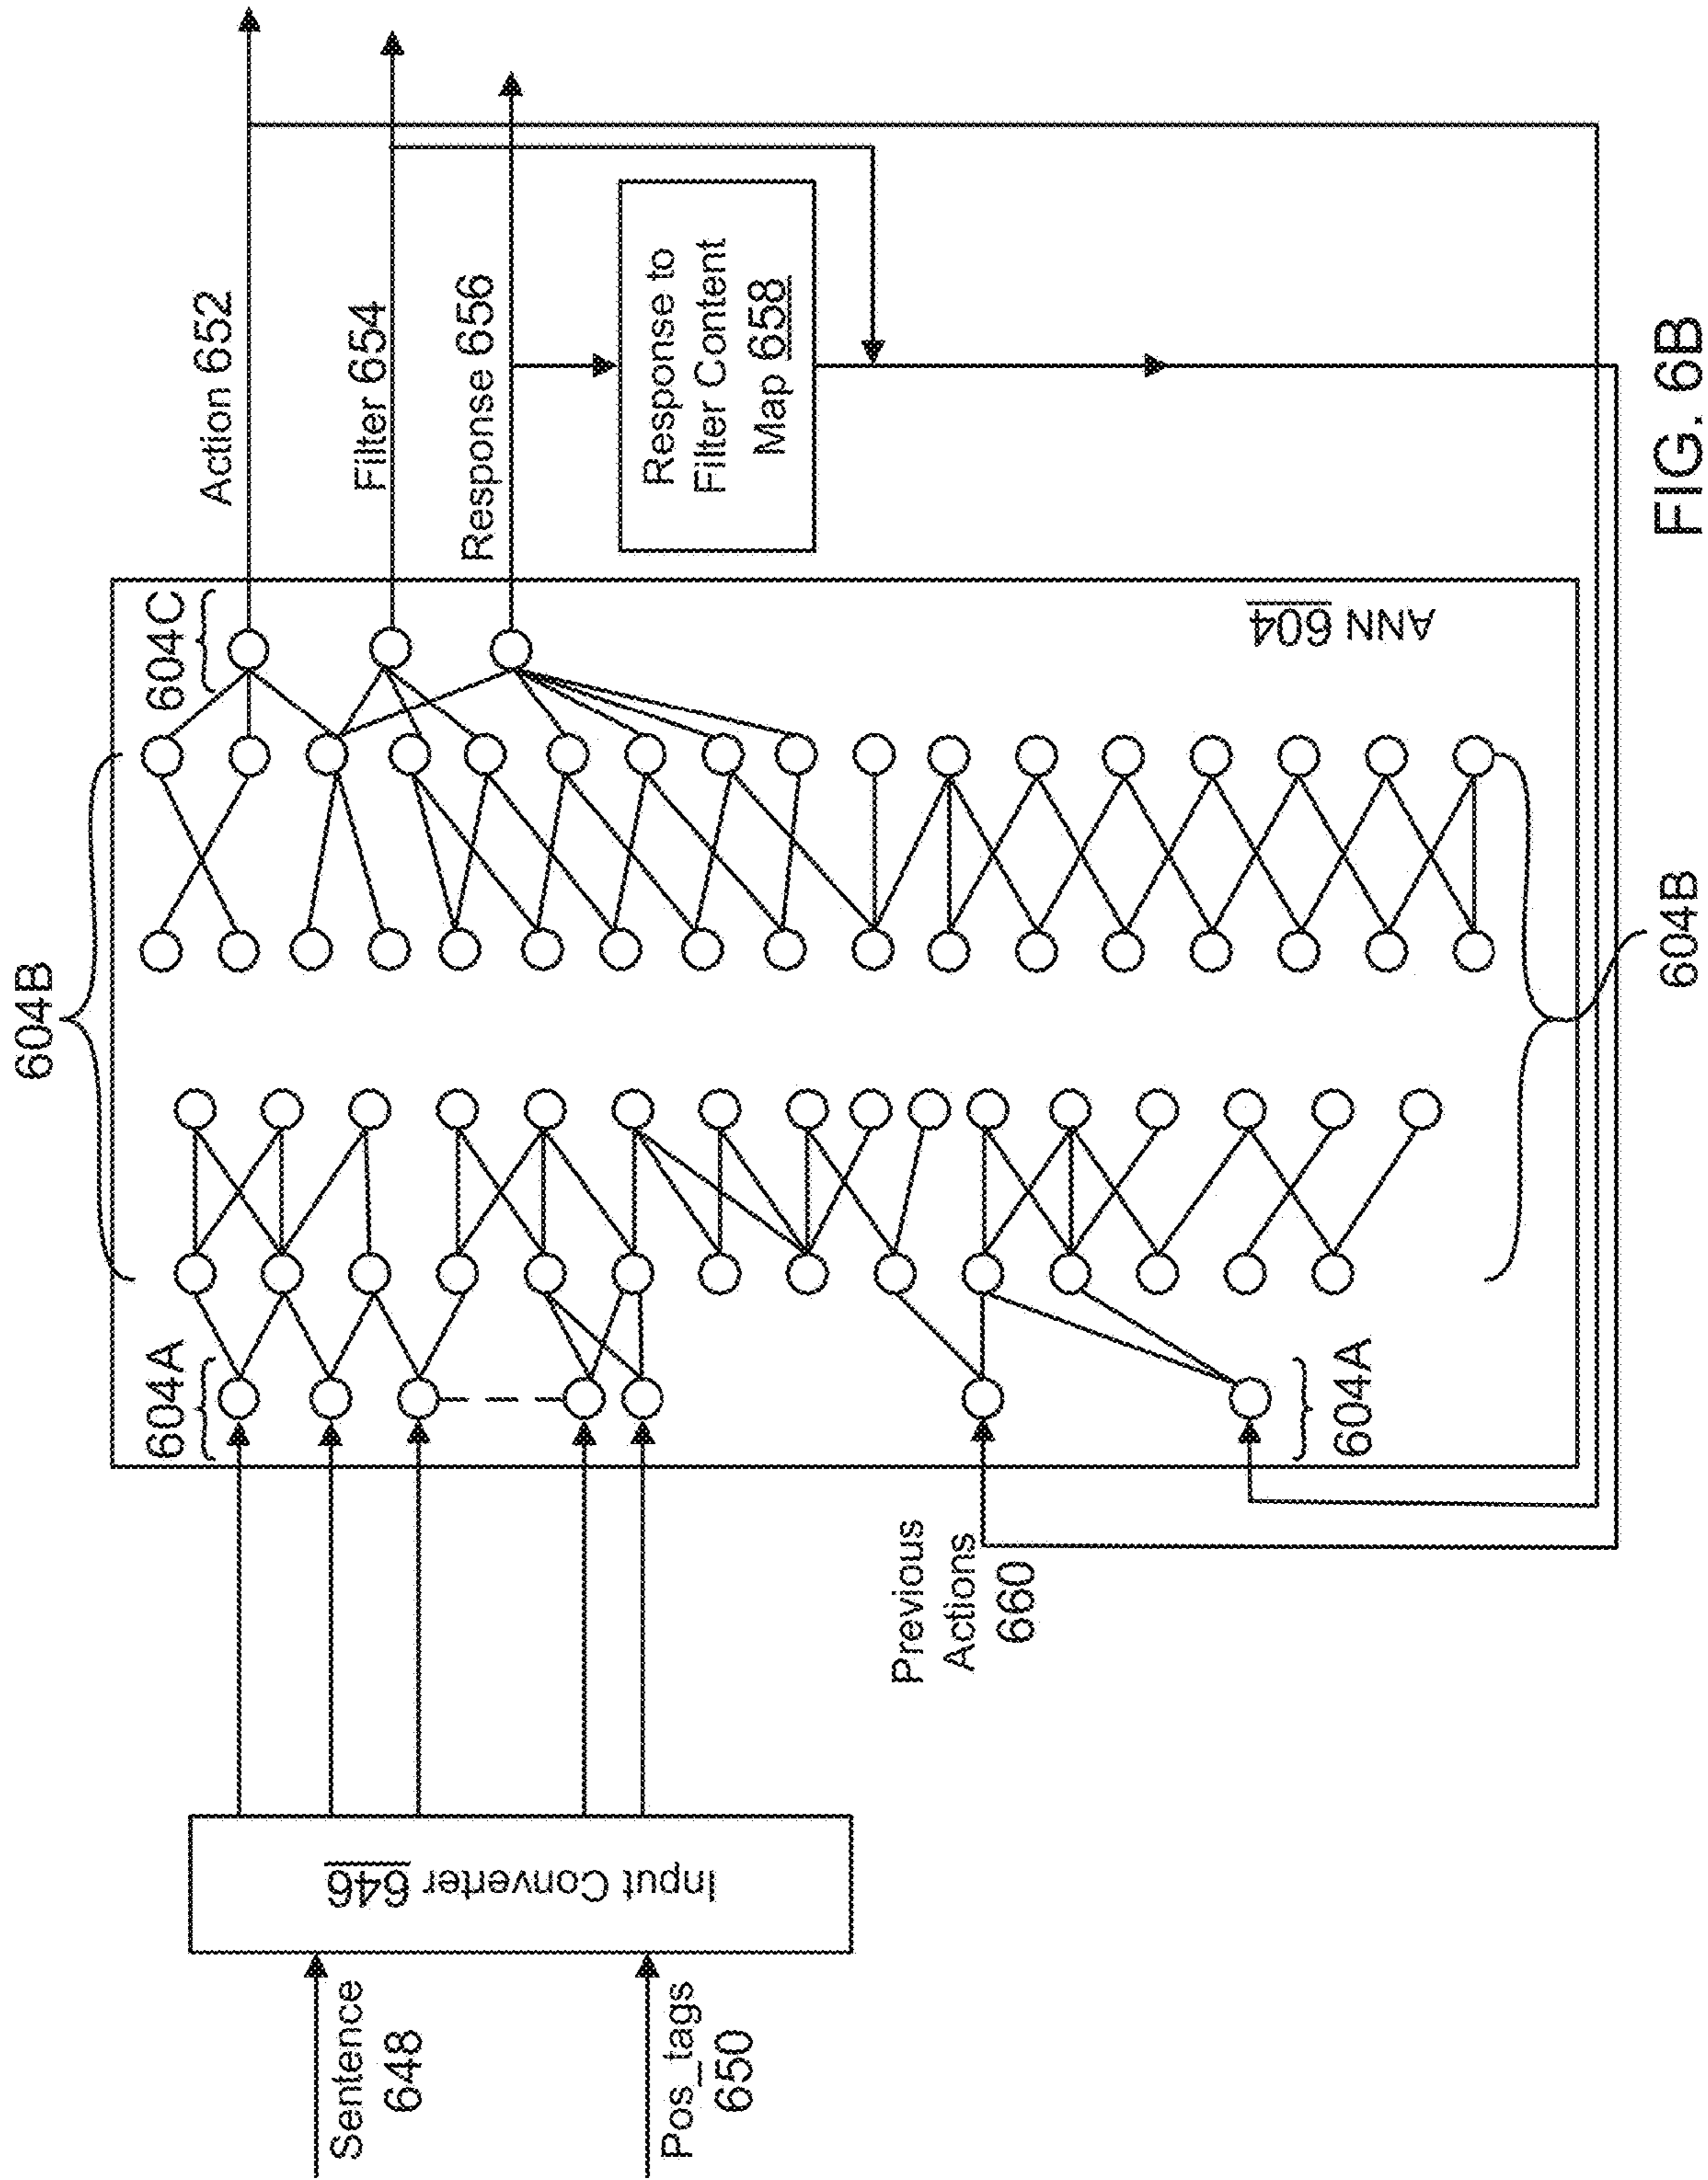 Sentence
648
Pos_tags
650
Input Converter 646
Previous
Actions
660
604A
604A
604B
604B
604C
ANN 604
Action 652
Filter 654
Response 656
Response to
Filter Content
Map 658
FIG. 6B